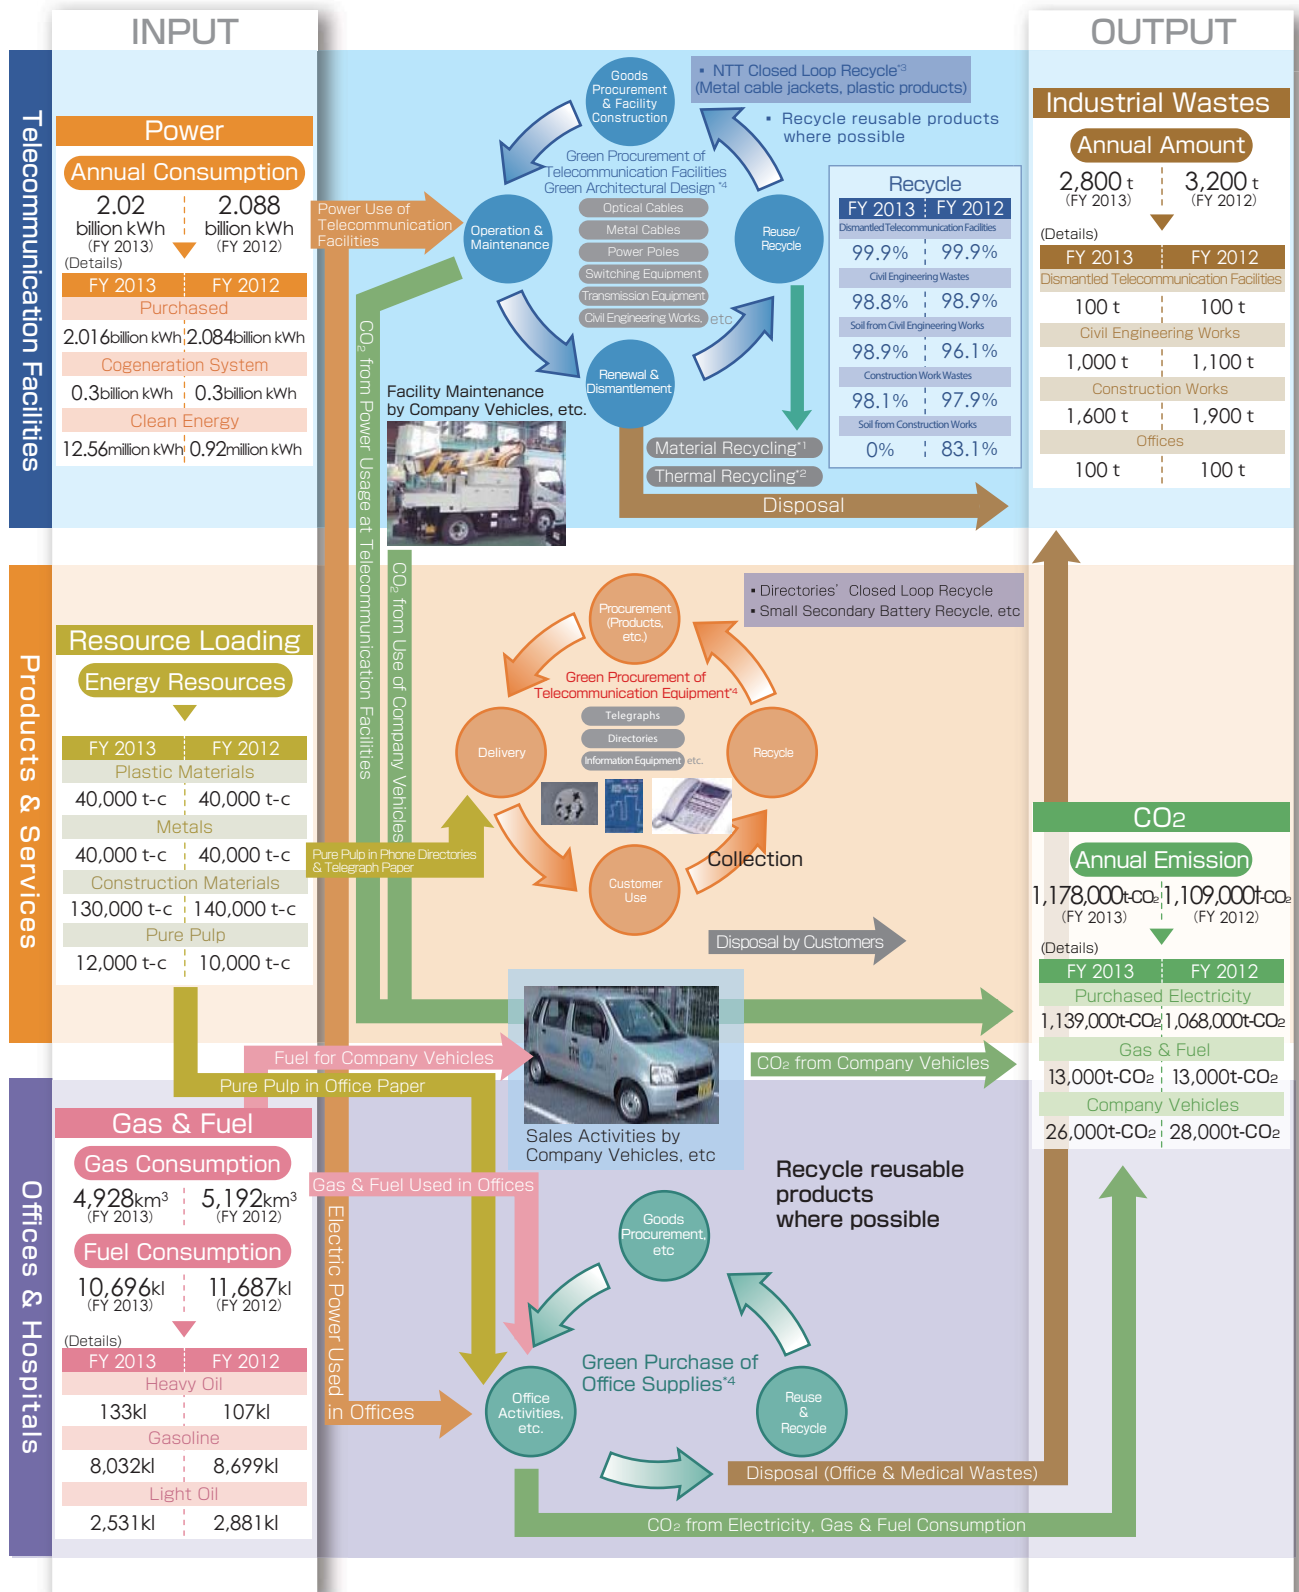 INPUT
OUTPUT
Telecommunication Facilities
Power
Annual Consumption
2.02 billion kWh (FY 2013)
2.088 billion kWh (FY 2012)
(Details)
FY 2013 FY 2012
Purchased
2.016billion kWh 2.084billion kWh
Cogeneration System
0.3billion kWh 0.3billion kWh
Clean Energy
12.56million kWh 0.92million kWh
Power Use of
Telecommunication
Facilities
Goods
Procurement
& Facility
Construction
▪ NTT Closed Loop Recycle*3
(Metal cable jackets, plastic products)
▪ Recycle reusable products
where possible
Green Procurement of
Telecommunication Facilities
Green Architectural Design *4
Optical Cables
Metal Cables
Power Poles
Switching Equipment
Transmission Equipment
Civil Engineering Works, etc
Operation &
Maintenance
Reuse/
Recycle
Renewal &
Dismantlement
Facility Maintenance
by Company Vehicles, etc.
Material Recycling*1
Thermal Recycling*2
Disposal
Recycle
FY 2013 FY 2012
Dismantled Telecommunication Facilities
99.9% 99.9%
Civil Engineering Wastes
98.8% 98.9%
Soil from Civil Engineering Works
98.9% 96.1%
Construction Work Wastes
98.1% 97.9%
Soil from Construction Works
0% 83.1%
Industrial Wastes
Annual Amount
2,800 t 3,200 t
(FY 2013) (FY 2012)
(Details)
FY 2013 FY 2012
Dismantled Telecommunication Facilities
100 t 100 t
Civil Engineering Works
1,000 t 1,100 t
Construction Works
1,600 t 1,900 t
Offices
100 t 100 t
CO2 from Power Usage at Telecommunication Facilities
CO2 from Use of Company Vehicles
Products & Services
Resource Loading
Energy Resources
FY 2013 FY 2012
Plastic Materials
40,000 t-c 40,000 t-c
Metals
40,000 t-c 40,000 t-c
Construction Materials
130,000 t-c 140,000 t-c
Pure Pulp
12,000 t-c 10,000 t-c
Pure Pulp in Phone Directories
& Telegraph Paper
Procurement
(Products,
etc.)
▪ Directories' Closed Loop Recycle
▪ Small Secondary Battery Recycle, etc
Green Procurement of
Telecommunication Equipment*4
Telegraphs
Directories
Information Equipment etc.
Delivery
Recycle
Customer
Use
Collection
Disposal by Customers
CO2
Annual Emission
1,178,000t-CO2 1,109,000t-CO2
(FY 2013) (FY 2012)
(Details)
FY 2013 FY 2012
Purchased Electricity
1,139,000t-CO2 1,068,000t-CO2
Gas & Fuel
13,000t-CO2 13,000t-CO2
Company Vehicles
26,000t-CO2 28,000t-CO2
Fuel for Company Vehicles
Pure Pulp in Office Paper
CO2 from Company Vehicles
Sales Activities by
Company Vehicles, etc
Offices & Hospitals
Gas & Fuel
Gas Consumption
4,928km3 5,192km3
(FY 2013) (FY 2012)
Fuel Consumption
10,696kl 11,687kl
(FY 2013) (FY 2012)
(Details)
FY 2013 FY 2012
Heavy Oil
133kl 107kl
Gasoline
8,032kl 8,699kl
Light Oil
2,531kl 2,881kl
Gas & Fuel Used in Offices
Electric Power Used
in Offices
Recycle reusable
products
where possible
Goods
Procurement,
etc
Green Purchase of
Office Supplies*4
Office
Activities,
etc.
Reuse
&
Recycle
Disposal (Office & Medical Wastes)
CO2 from Electricity, Gas & Fuel Consumption